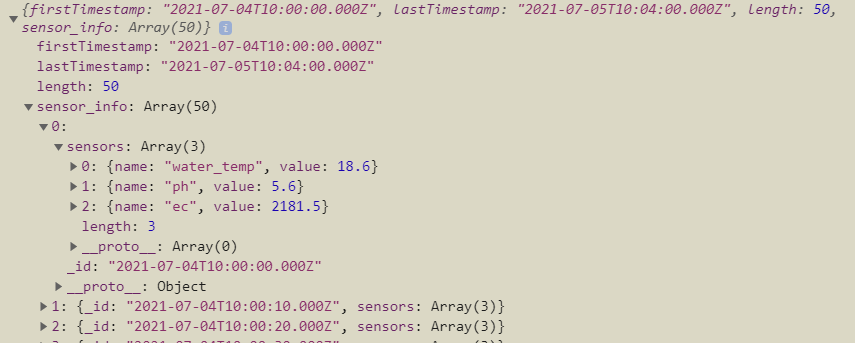 {firstTimestamp: "2021-07-04T10:00:00.000Z", lastTimestamp: "2021-07-05T10:04:00.000Z", length: 50,
sensor_info: Array(50)} i
firstTimestamp: "2021-07-04T10:00:00.000Z"
lastTimestamp: "2021-07-05T10:04:00.000Z"
length: 50
sensor_info: Array(50)
0:
sensors: Array(3)
0: {name: "water_temp", value: 18.6}
1: {name: "ph", value: 5.6}
2: {name: "ec", value: 2181.5}
length: 3
__proto__: Array(0)
_id: "2021-07-04T10:00:00.000Z"
__proto__: Object
1: {_id: "2021-07-04T10:00:10.000Z", sensors: Array(3)}
2: {_id: "2021-07-04T10:00:20.000Z", sensors: Array(3)}